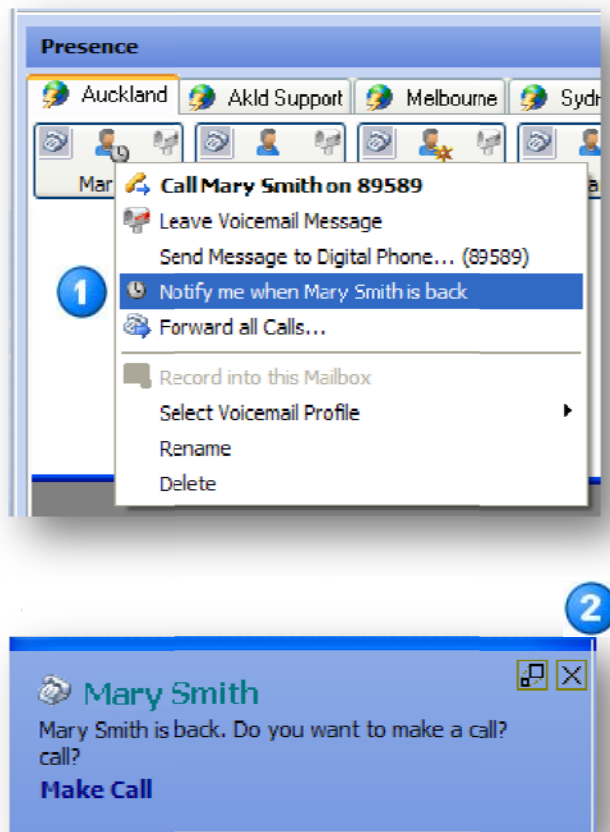 Presence
Auckland Akld Support Melbourne Syd
Mar
Call Mary Smith on 89589
Leave Voicemail Message
Send Message to Digital Phone... (89589)
1
Notify me when Mary Smith is back
Forward all Calls...
Record into this Mailbox
Select Voicemail Profile
Rename
Delete
2
Mary Smith
Mary Smith is back. Do you want to make a call?
call?
Make Call